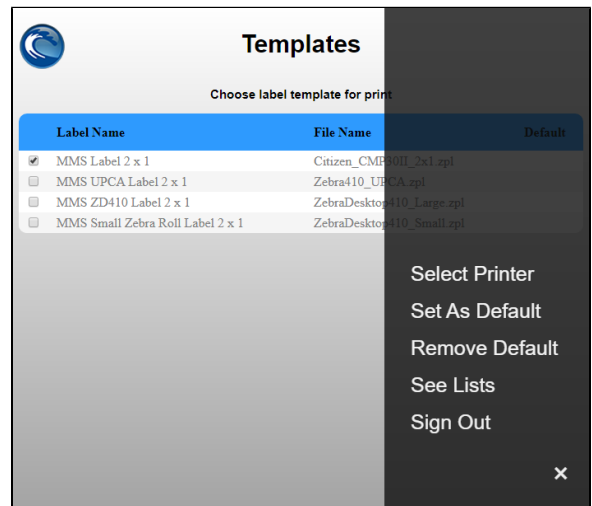 Templates
Choose label template for print
Label Name File Name Default
MMS Label 2 x 1 Citizen_CMP30II_2x1.zpl
MMS UPCA Label 2 x 1 Zebra410_UPCA.zpl
MMS ZD410 Label 2 x 1 ZebraDesktop410_Large.zpl
MMS Small Zebra Roll Label 2 x 1 ZebraDesktop410_Small.zpl
Select Printer
Set As Default
Remove Default
See Lists
Sign Out
×